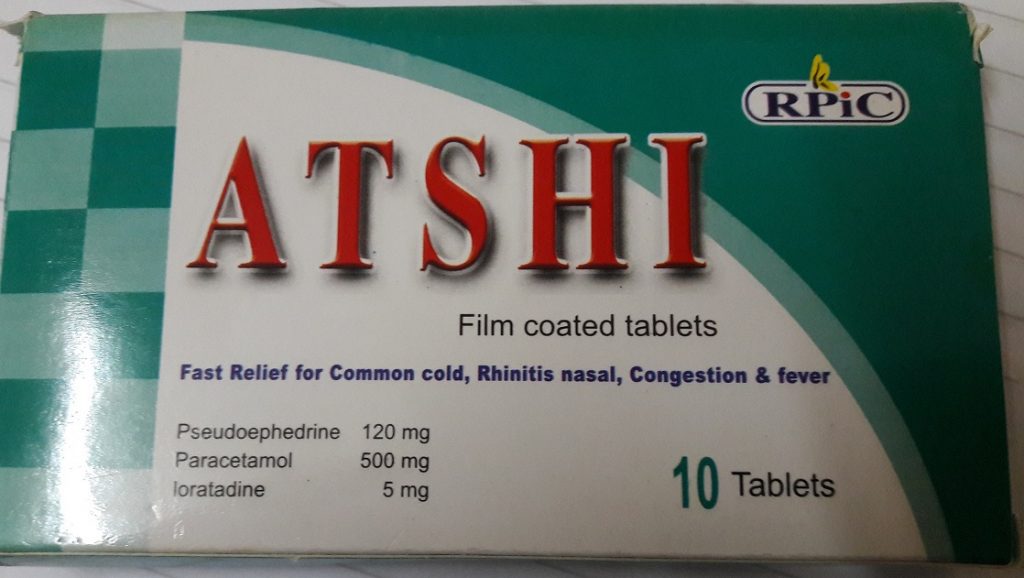 RPiC
ATSHI
Film coated tablets
Fast Relief for Common cold, Rhinitis nasal, Congestion & fever
Pseudoephedrine 120 mg
Paracetamol 500 mg
loratadine 5 mg
10 Tablets